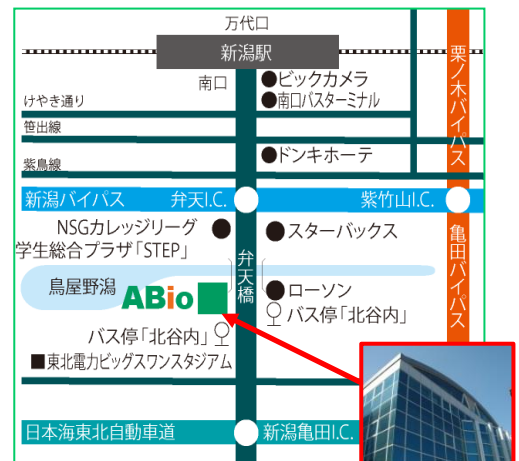 万代口
新潟駅
南口
●ビックカメラ
●南口バスターミナル
けやき通り
笹出線
●ドンキホーテ
紫鳥線
栗ノ木バイパス
新潟バイパス
弁天I.C.
紫竹山I.C.
NSGカレッジリーグ
学生総合プラザ「STEP」
●スターバックス
亀田バイパス
弁天橋
鳥屋野潟
ABio
●ローソン
バス停「北谷内」
バス停「北谷内」
■東北電力ビッグスワンスタジアム
日本海東北自動車道
新潟亀田I.C.